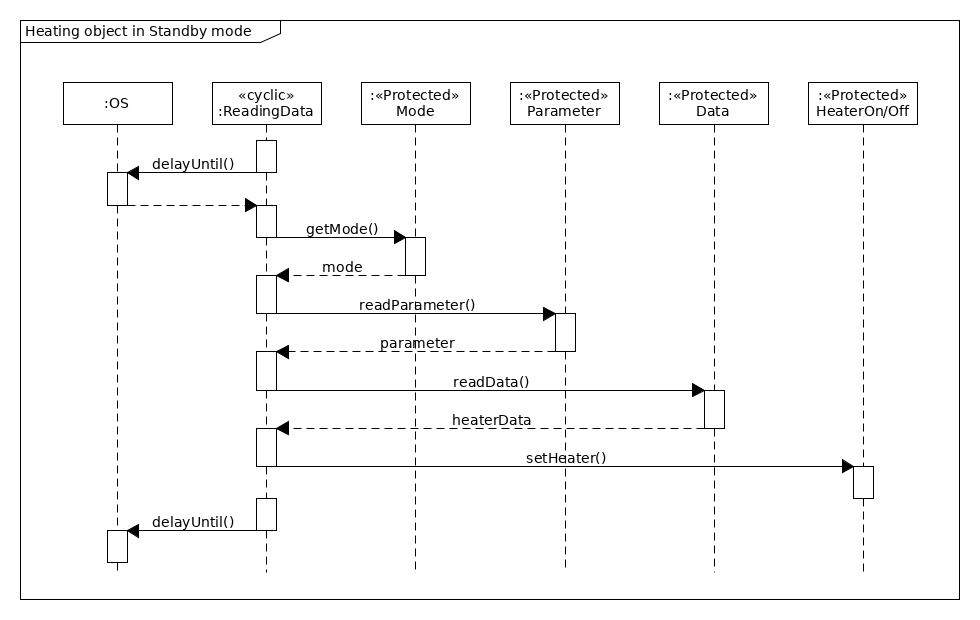 Heating object in Standby mode
:OS
«cyclic»
:ReadingData
:«Protected»
Mode
:«Protected»
Parameter
:«Protected»
Data
:«Protected»
HeaterOn/Off
delayUntil()
getMode()
mode
readParameter()
parameter
readData()
heaterData
setHeater()
delayUntil()